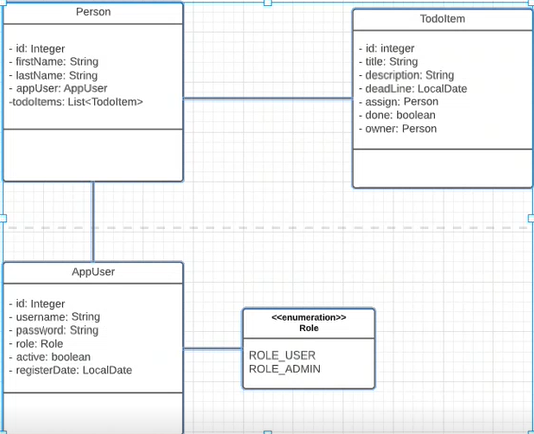 Person
- id: Integer
- firstName: String
- lastName: String
- appUser: AppUser
-todoItems: List<TodoItem>
TodoItem
- id: integer
- title: String
- description: String
- deadLine: LocalDate
- assign: Person
- done: boolean
- owner: Person
AppUser
- id: Integer
- username: String
- password: String
- role: Role
- active: boolean
- registerDate: LocalDate
<<enumeration>>
Role
ROLE_USER
ROLE_ADMIN